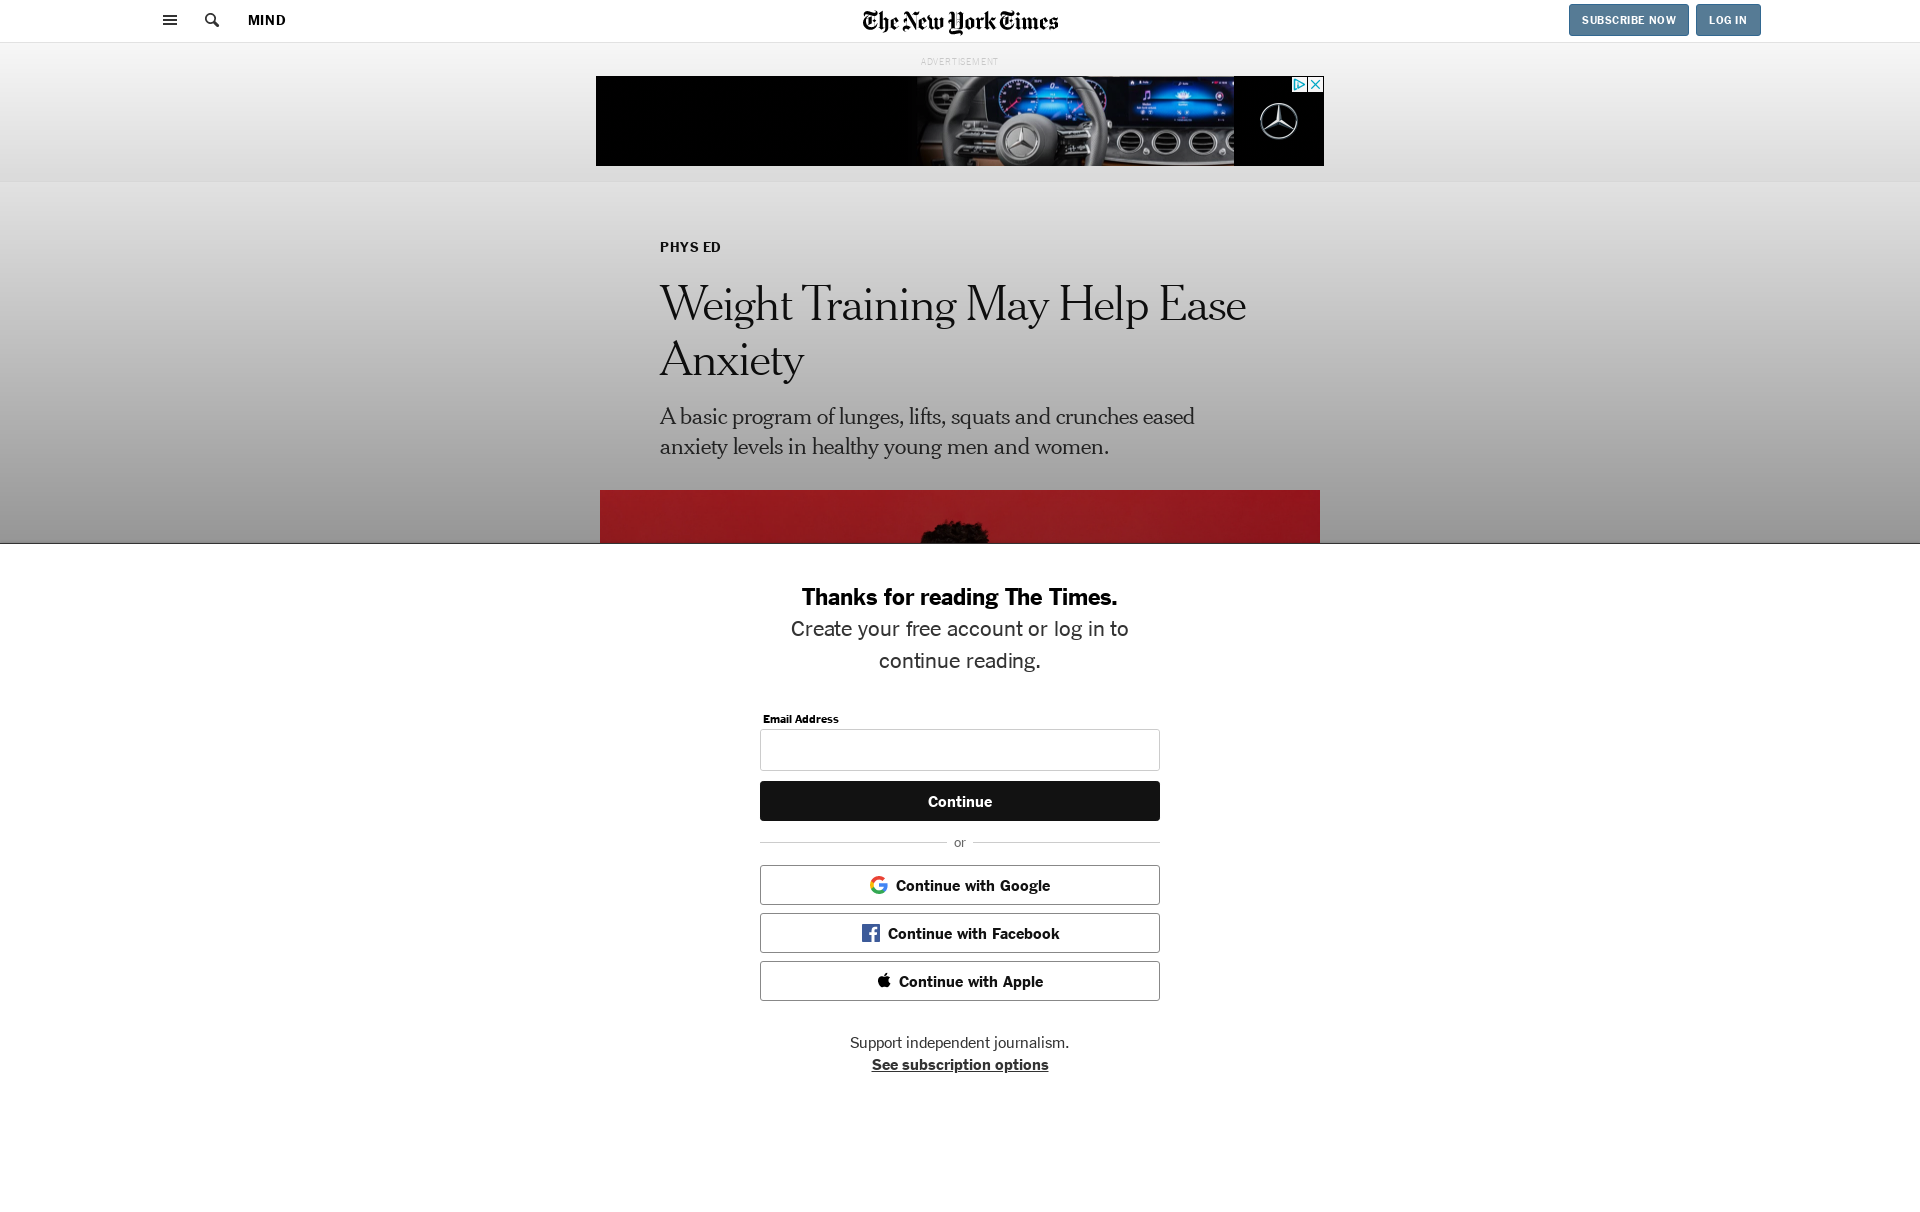 MIND
The New York Times
SUBSCRIBE NOW
LOG IN
ADVERTISEMENT
PHYS ED
Weight Training May Help Ease
Anxiety
A basic program of lunges, lifts, squats and crunches eased
anxiety levels in healthy young men and women.
Thanks for reading The Times.
Create your free account or log in to
continue reading.
Email Address
Continue
or
Continue with Google
Continue with Facebook
Continue with Apple
Support independent journalism.
See subscription options